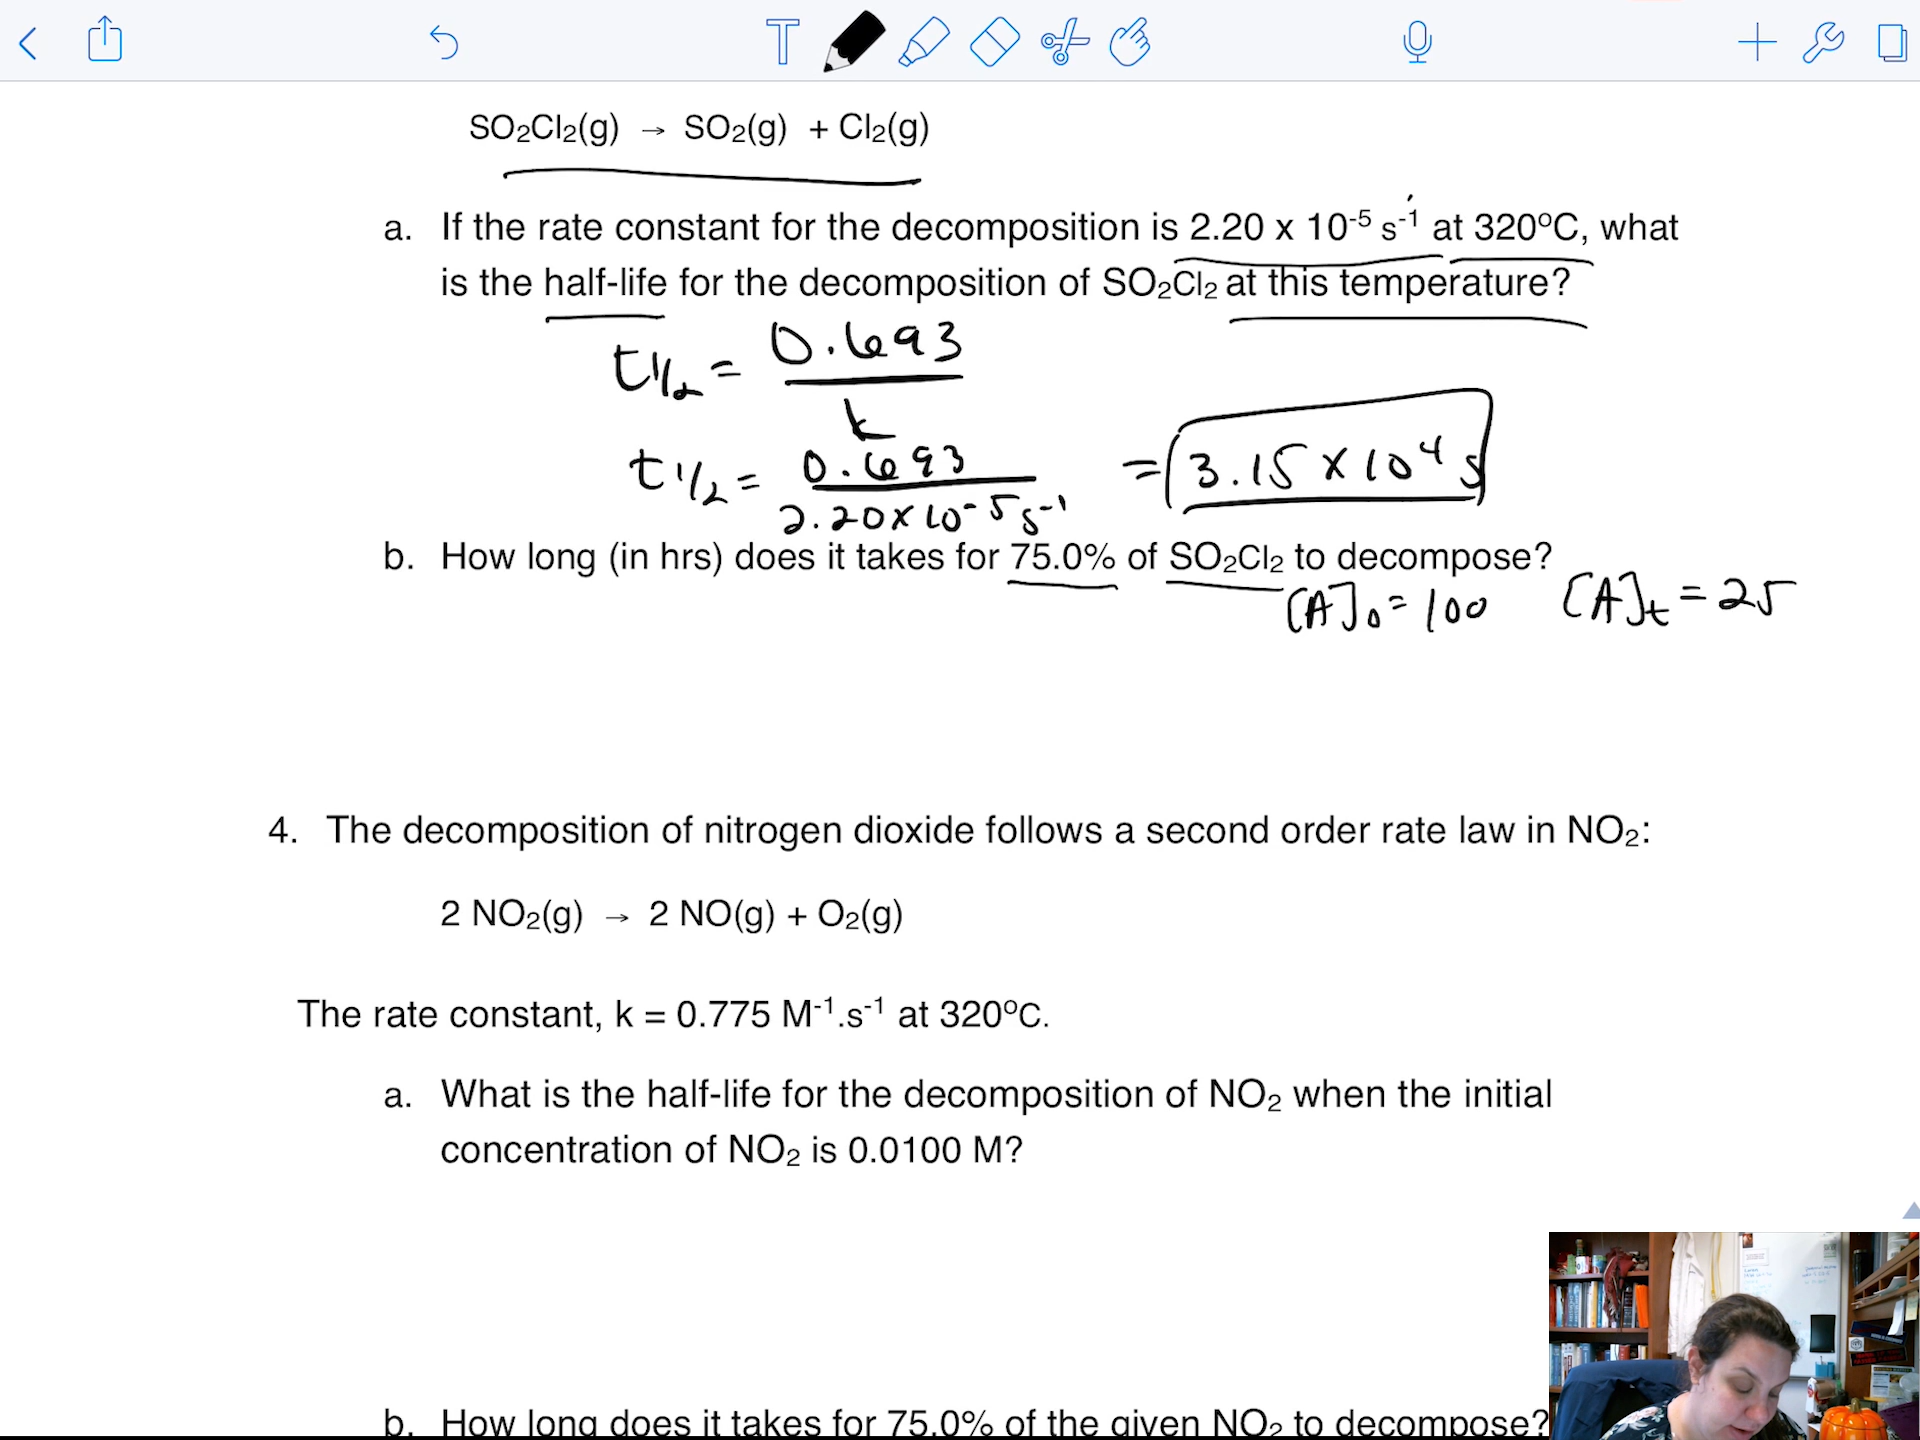 SO₂Cl₂(g) → SO₂(g) + Cl₂(g)
a. If the rate constant for the decomposition is 2.20 x 10⁻⁵ s⁻¹ at 320ºC, what
is the half-life for the decomposition of SO₂Cl₂ at this temperature?
t1/2 = 0.693 / k
t1/2 = 0.693 / 2.20 x 10⁻⁵ s⁻¹ = 3.15 x 10⁴ s
b. How long (in hrs) does it takes for 75.0% of SO₂Cl₂ to decompose?
[A]₀ = 100 [A]t = 25
4. The decomposition of nitrogen dioxide follows a second order rate law in NO₂:
2 NO₂(g) → 2 NO(g) + O₂(g)
The rate constant, k = 0.775 M⁻¹.s⁻¹ at 320ºC.
a. What is the half-life for the decomposition of NO₂ when the initial
concentration of NO₂ is 0.0100 M?
b. How long does it takes for 75.0% of the given NO₂ to decompose?